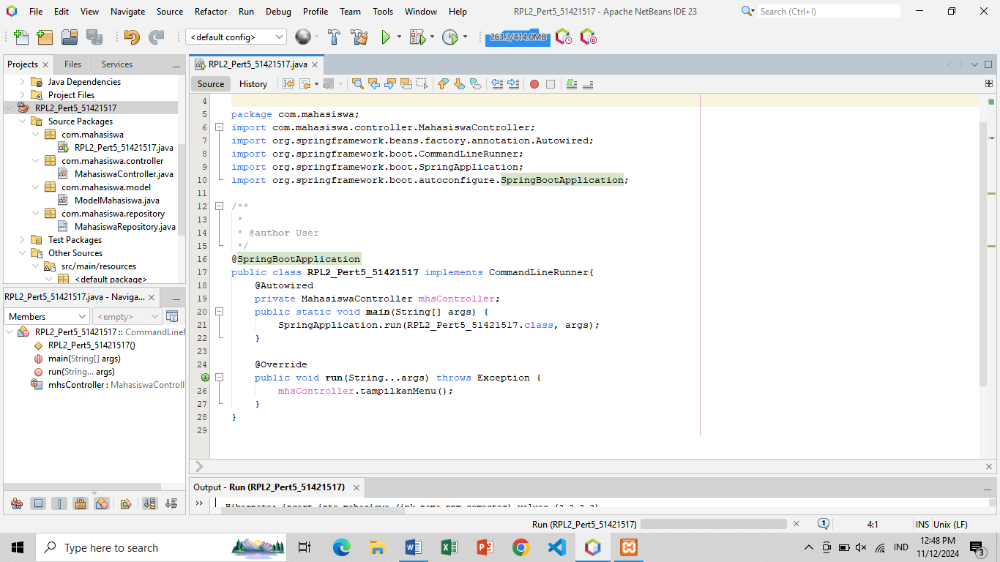 File Edit View Navigate Source Refactor Run Debug Profile Team Tools Window Help
RPL2_Pert5_51421517 - Apache NetBeans IDE 23
Search (Ctrl+I)
<default config>
263.3/414.0MB
Projects
Files
Services
Java Dependencies
Project Files
RPL2_Pert5_51421517
Source Packages
com.mahasiswa
RPL2_Pert5_51421517.java
com.mahasiswa.controller
MahasiswaController.java
com.mahasiswa.model
ModelMahasiswa.java
com.mahasiswa.repository
MahasiswaRepository.java
Test Packages
Other Sources
src/main/resources
<default package>
RPL2_Pert5_51421517.java - Naviga...
Members
<empty>
RPL2_Pert5_51421517 :: CommandLineR
RPL2_Pert5_51421517()
main(String[] args)
run(String... args)
mhsController : MahasiswaControll
RPL2_Pert5_51421517.java
Source History
4
5 package com.mahasiswa;
6 import com.mahasiswa.controller.MahasiswaController;
7 import org.springframework.beans.factory.annotation.Autowired;
8 import org.springframework.boot.CommandLineRunner;
9 import org.springframework.boot.SpringApplication;
10 import org.springframework.boot.autoconfigure.SpringBootApplication;
11
12 /**
13 *
14 * @author User
15 */
16 @SpringBootApplication
17 public class RPL2_Pert5_51421517 implements CommandLineRunner{
18 @Autowired
19 private MahasiswaController mhsController;
20 public static void main(String[] args) {
21 SpringApplication.run(RPL2_Pert5_51421517.class, args);
22 }
23
24 @Override
public void run(String...args) throws Exception {
26 mhsController.tampilkanMenu();
27 }
28 }
29
Output - Run (RPL2_Pert5_51421517)
Hibernate: insert into mahasiswa (ipk,nama,npm,semester) values (?,?,?,?)
Run (RPL2_Pert5_51421517)
1
4:1
INS
Unix (LF)
Type here to search
IND
12:48 PM
11/12/2024
3